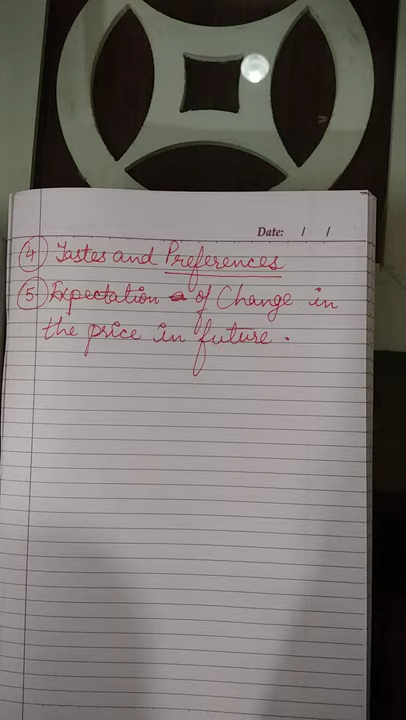 Date: / /
④ Tastes and Preferences
⑤ Expectation of Change in
the price in future.